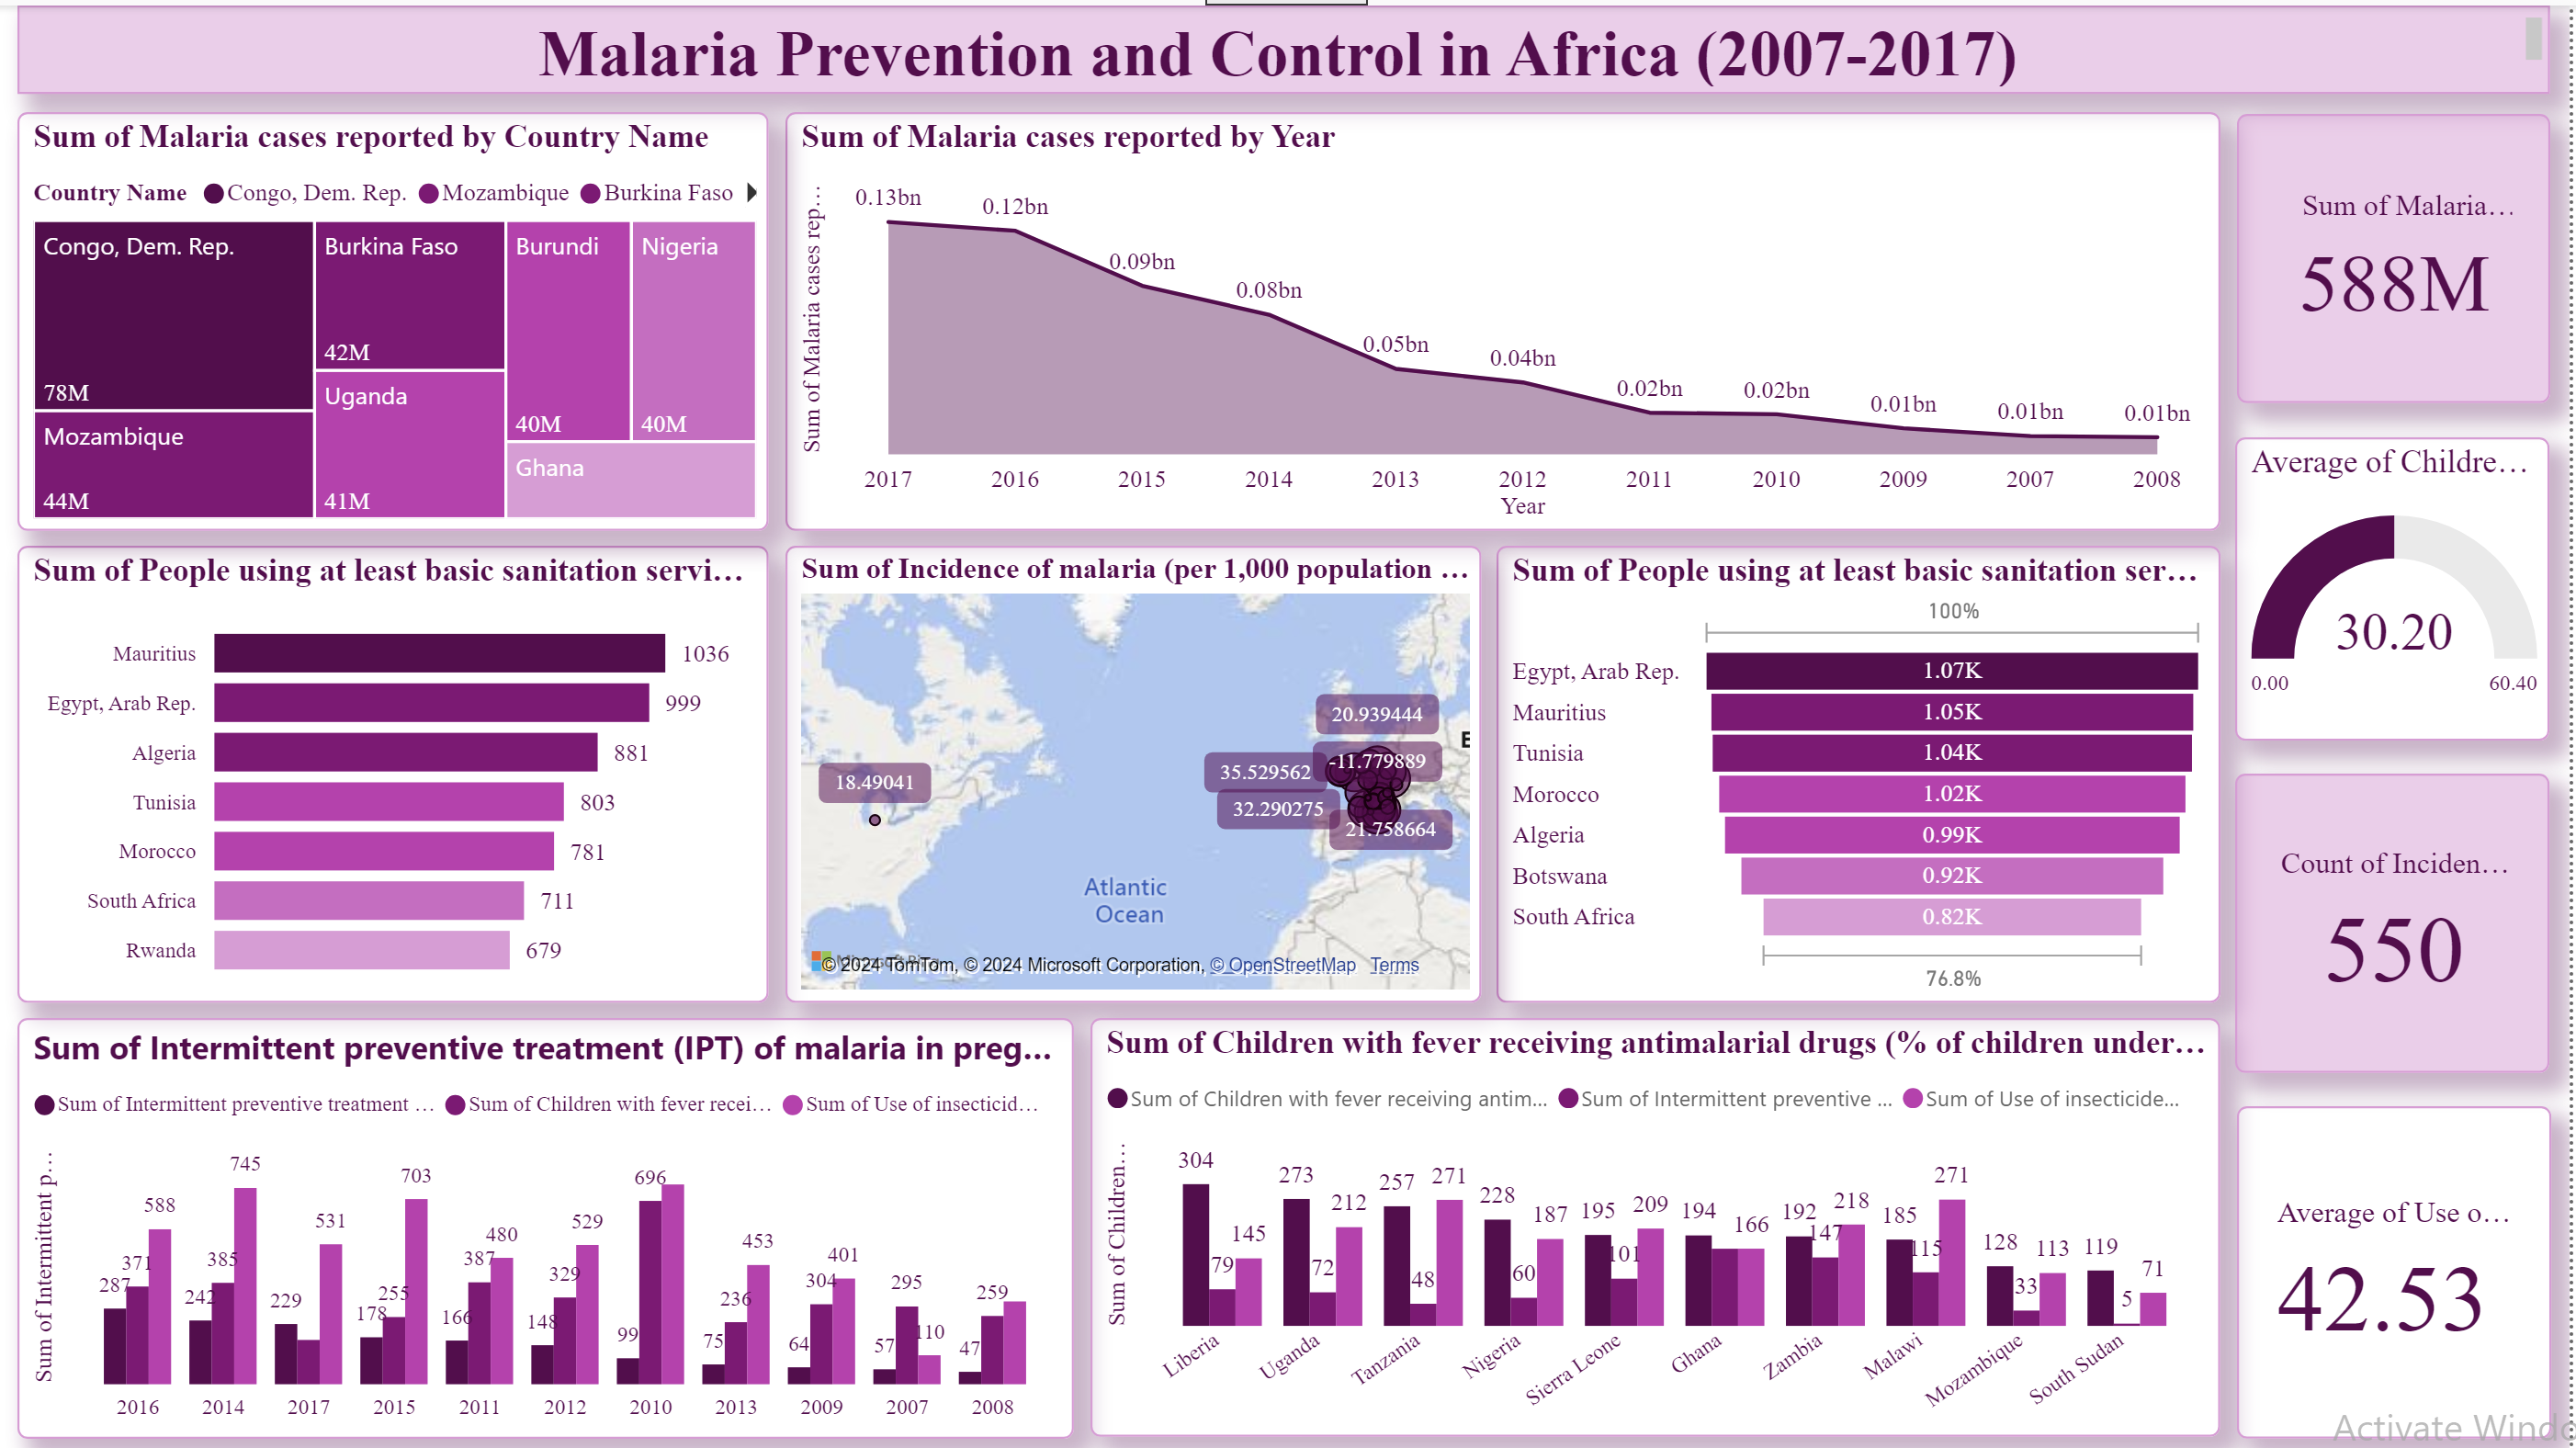 Malaria Prevention and Control in Africa (2007-2017)
Sum of Malaria cases reported by Country Name
Country Name Congo, Dem. Rep. Mozambique Burkina Faso
Congo, Dem. Rep.
78M
Mozambique
44M
Burkina Faso
42M
Uganda
41M
Burundi
40M
Nigeria
40M
Ghana
Sum of Malaria cases reported by Year
Sum of Malaria cases rep...
0.13bn
0.12bn
0.09bn
0.08bn
0.05bn
0.04bn
0.02bn
0.02bn
0.01bn
0.01bn
0.01bn
2017 2016 2015 2014 2013 2012 2011 2010 2009 2007 2008
Year
Sum of Malaria...
588M
Average of Childre...
30.20
0.00 60.40
Sum of People using at least basic sanitation servi...
Mauritius 1036
Egypt, Arab Rep. 999
Algeria 881
Tunisia 803
Morocco 781
South Africa 711
Rwanda 679
Sum of Incidence of malaria (per 1,000 population ...
20.939444
-11.779889
35.529562
18.49041
32.290275
21.758664
Atlantic
Ocean
© 2024 TomTom, © 2024 Microsoft Corporation, © OpenStreetMap Terms
Sum of People using at least basic sanitation ser...
100%
Egypt, Arab Rep. 1.07K
Mauritius 1.05K
Tunisia 1.04K
Morocco 1.02K
Algeria 0.99K
Botswana 0.92K
South Africa 0.82K
76.8%
Count of Inciden...
550
Sum of Intermittent preventive treatment (IPT) of malaria in preg...
Sum of Intermittent preventive treatment ... Sum of Children with fever recei... Sum of Use of insecticid...
Sum of Intermittent p...
287 371 588
242 385 745
229 531
178 255 703
166 387 480
148 329 529
99 696
75 236 453
64 304 401
57 295 110
47 259
2016 2014 2017 2015 2011 2012 2010 2013 2009 2007 2008
Sum of Children with fever receiving antimalarial drugs (% of children under...
Sum of Children with fever receiving antim... Sum of Intermittent preventive ... Sum of Use of insecticide...
Sum of Children...
304 79 145
273 72 212
257 48 271
228 60 187
195 101 209
194 166
192 147 218
185 115 271
128 33 113
119 5 71
Liberia Uganda Tanzania Nigeria Sierra Leone Ghana Zambia Malawi Mozambique South Sudan
Average of Use o...
42.53
Activate Windo